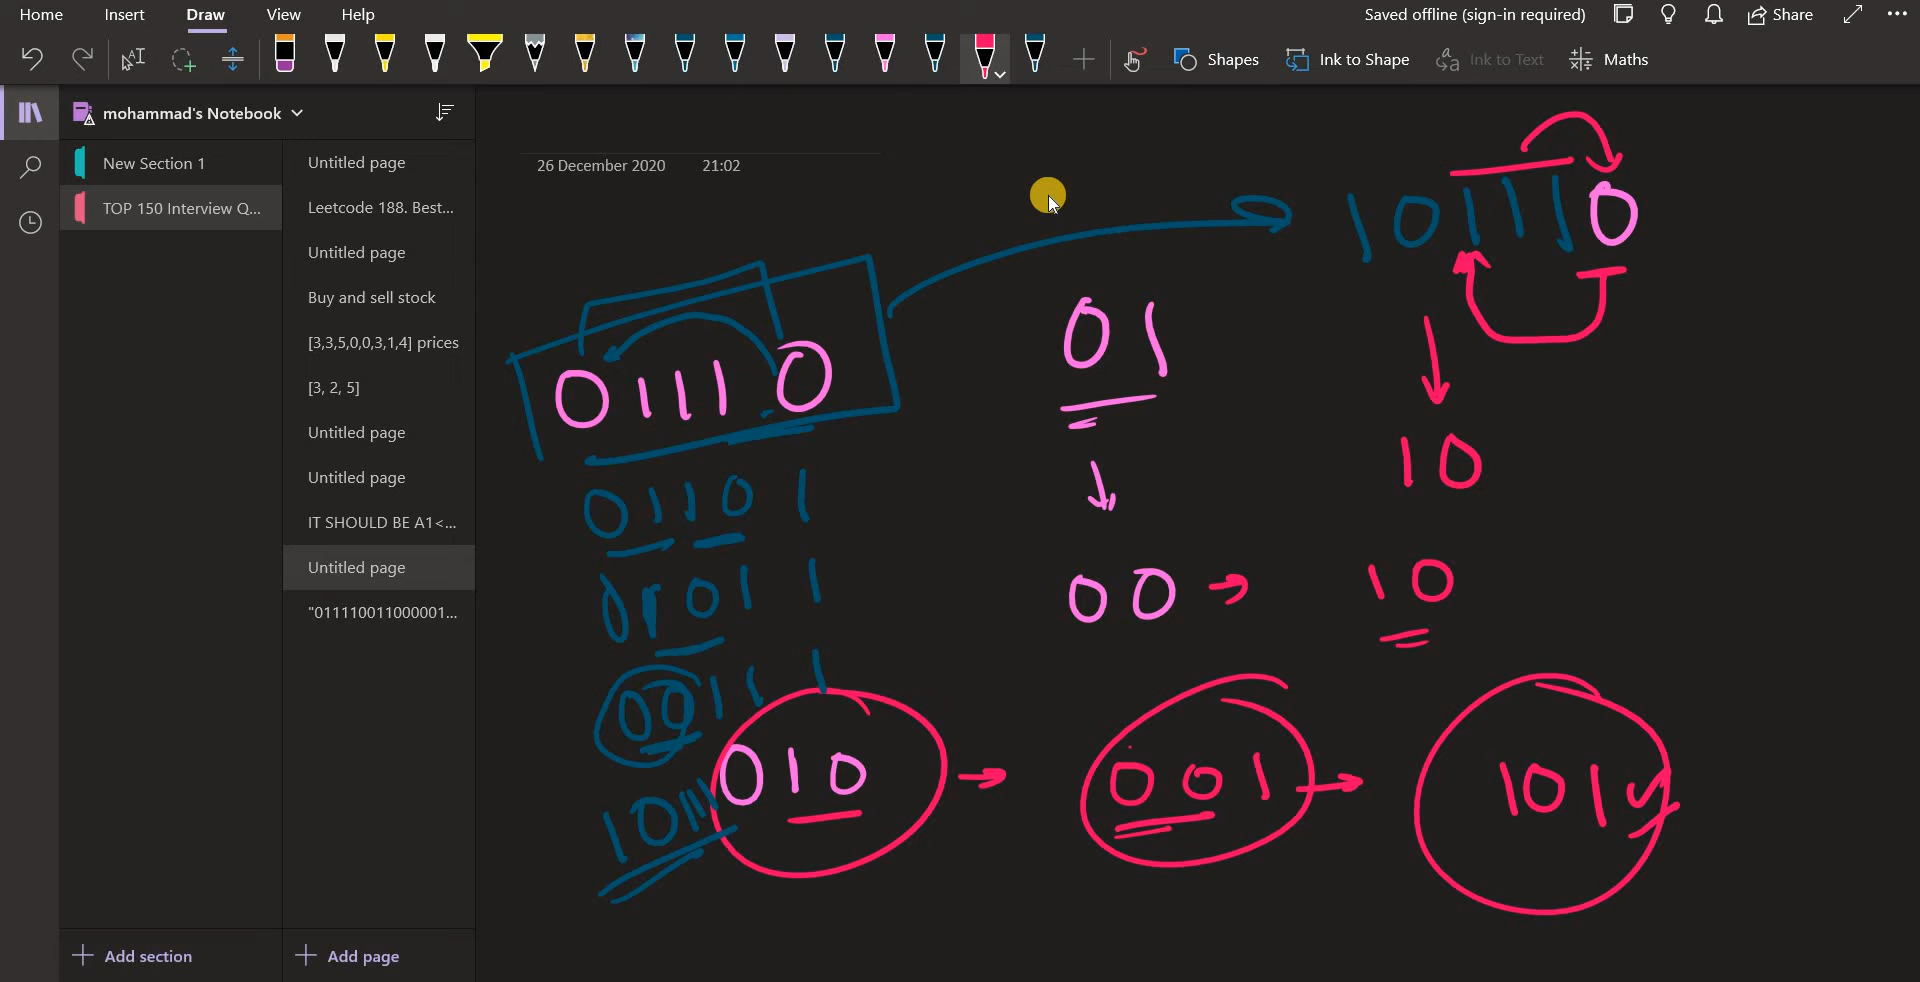 Home Insert Draw View Help
Saved offline (sign-in required) Share
Shapes Ink to Shape Ink to Text Maths
mohammad's Notebook
New Section 1
TOP 150 Interview Q...
Untitled page
Leetcode 188. Best...
Untitled page
Buy and sell stock
[3,3,5,0,0,3,1,4] prices
[3, 2, 5]
Untitled page
Untitled page
IT SHOULD BE A1<...
Untitled page
"011110011000001...
Add section
Add page
26 December 2020 21:02
101110
01110
01
10
01101
01011
00 → 10
00111
010 → 001 → 101
10111